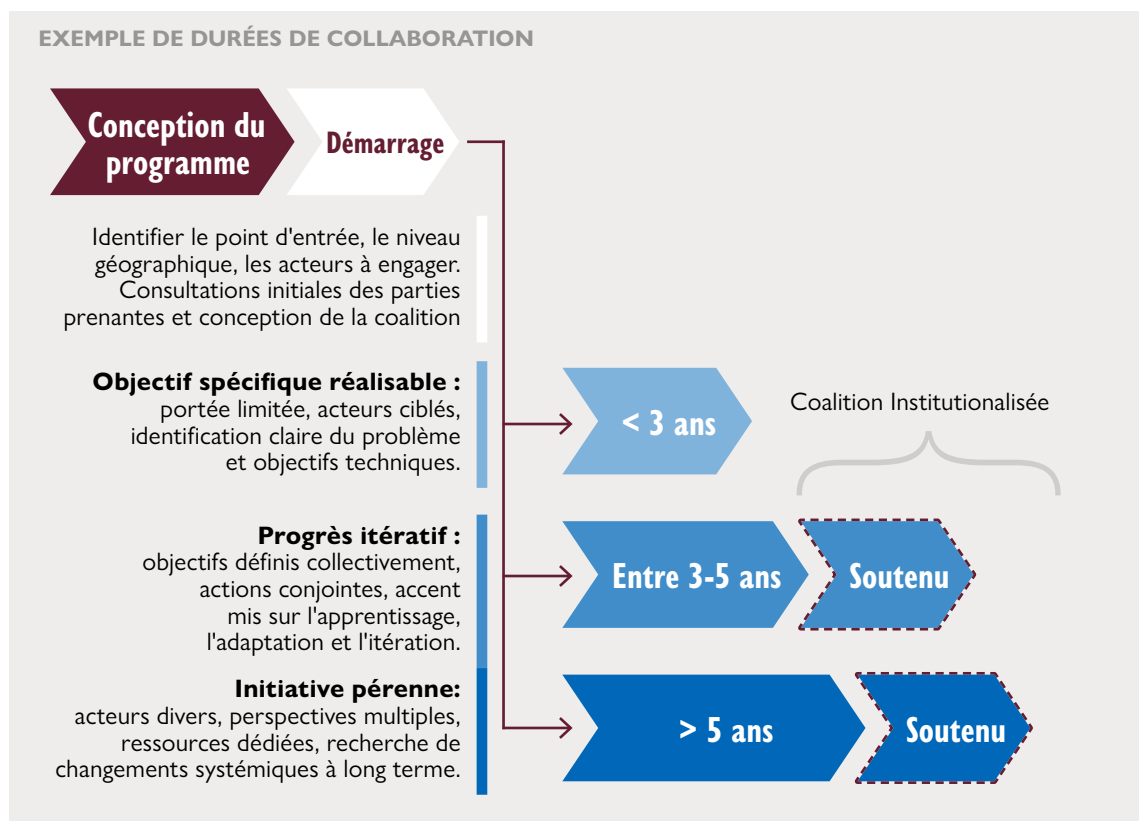 EXEMPLE DE DURÉES DE COLLABORATION
Conception du
programme
Démarrage
Identifier le point d'entrée, le niveau
géographique, les acteurs à engager.
Consultations initiales des parties
prenantes et conception de la coalition
Objectif spécifique réalisable :
portée limitée, acteurs ciblés,
identification claire du problème
et objectifs techniques.
< 3 ans
Coalition Institutionalisée
Progrès itératif :
objectifs définis collectivement,
actions conjointes, accent
mis sur l'apprentissage,
l'adaptation et l'itération.
Entre 3-5 ans
Soutenu
Initiative pérenne:
acteurs divers, perspectives multiples,
ressources dédiées, recherche de
changements systémiques à long terme.
> 5 ans
Soutenu